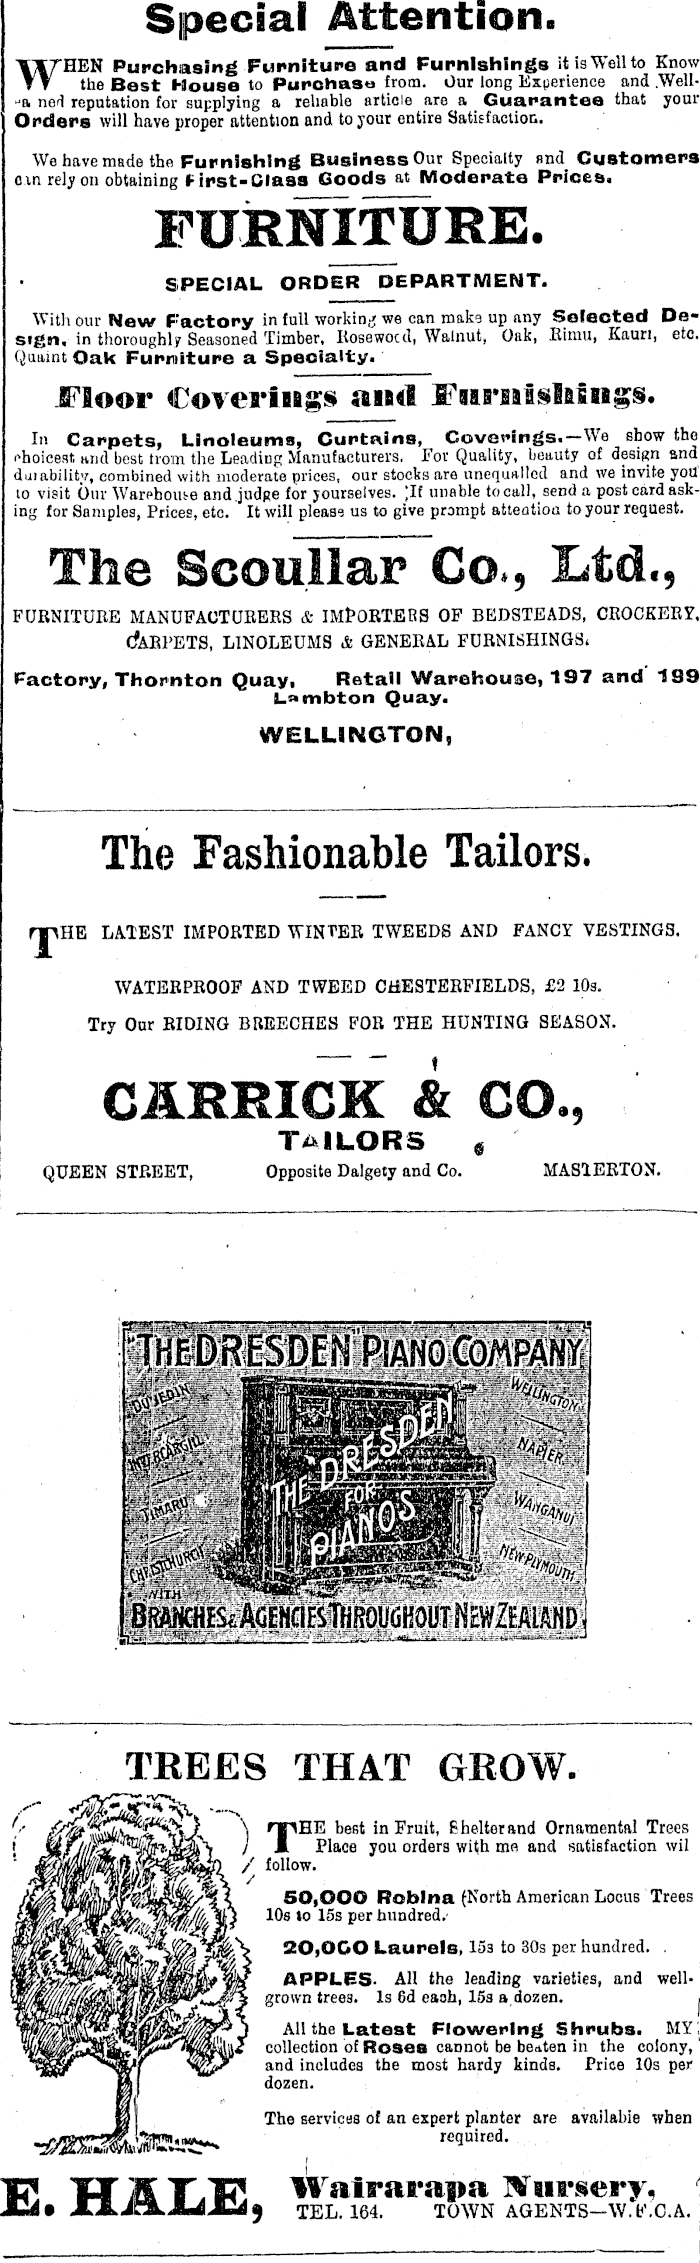 Special Attention.
WHEN Purchasing Furniture and Furnishings it is Well to Know
the Best House to Purchase from. Our long Experience and Well-
a ned reputation for supplying a reliable article are a Guarantee that your
Orders will have proper attention and to your entire Satisfaction.
We have made the Furnishing Business Our Specialty and Customers
can rely on obtaining First-Class Goods at Moderate Prices.
FURNITURE.
SPECIAL ORDER DEPARTMENT.
With our New Factory in full working we can make up any Selected De-
sign, in thoroughly Seasoned Timber, Rosewood, Walnut, Oak, Rimu, Kauri, etc.
Quaint Oak Furniture a Specialty.
Floor Coverings and Furnishings.
In Carpets, Linoleums, Curtains, Coverings.—We show the
choicest and best from the Leading Manufacturers. For Quality, beauty of design and
durability, combined with moderate prices, our stocks are unequalled and we invite you
to visit Our Warehouse and judge for yourselves. If unable to call, send a post card ask-
ing for Samples, Prices, etc. It will please us to give prompt attention to your request.
The Scoullar Co., Ltd.,
FURNITURE MANUFACTURERS & IMPORTERS OF BEDSTEADS, CROCKERY,
CARPETS, LINOLEUMS & GENERAL FURNISHINGS.
Factory, Thornton Quay, Retail Warehouse, 197 and 199
Lambton Quay.
WELLINGTON,
The Fashionable Tailors.
THE LATEST IMPORTED WINTER TWEEDS AND FANCY VESTINGS.
WATERPROOF AND TWEED CHESTERFIELDS, £2 10s.
Try Our RIDING BREECHES FOR THE HUNTING SEASON.
CARRICK & CO.,
TAILORS
QUEEN STREET, Opposite Dalgety and Co. MASTERTON.
"THE DRESDEN" PIANO COMPANY
DUNEDIN
INVERCARGILL
TIMARU
CHRISTCHURCH
WELLINGTON
NAPIER
WANGANUI
NEW PLYMOUTH
"THE DRESDEN"
FOR
PIANOS
WITH
BRANCHES & AGENCIES THROUGHOUT NEW ZEALAND.
TREES THAT GROW.
THE best in Fruit, Shelter and Ornamental Trees
Place you orders with me and satisfaction wil
follow.
50,000 Robina (North American Locus Trees
10s to 15s per hundred.
20,000 Laurels, 15s to 30s per hundred.
APPLES. All the leading varieties, and well-
grown trees. 1s 6d each, 15s a dozen.
All the Latest Flowering Shrubs. MY
collection of Roses cannot be beaten in the colony,
and includes the most hardy kinds. Price 10s per
dozen.
The services of an expert planter are available when
required.
E. HALE, Wairarapa Nursery,
TEL. 164. TOWN AGENTS—W.F.C.A.